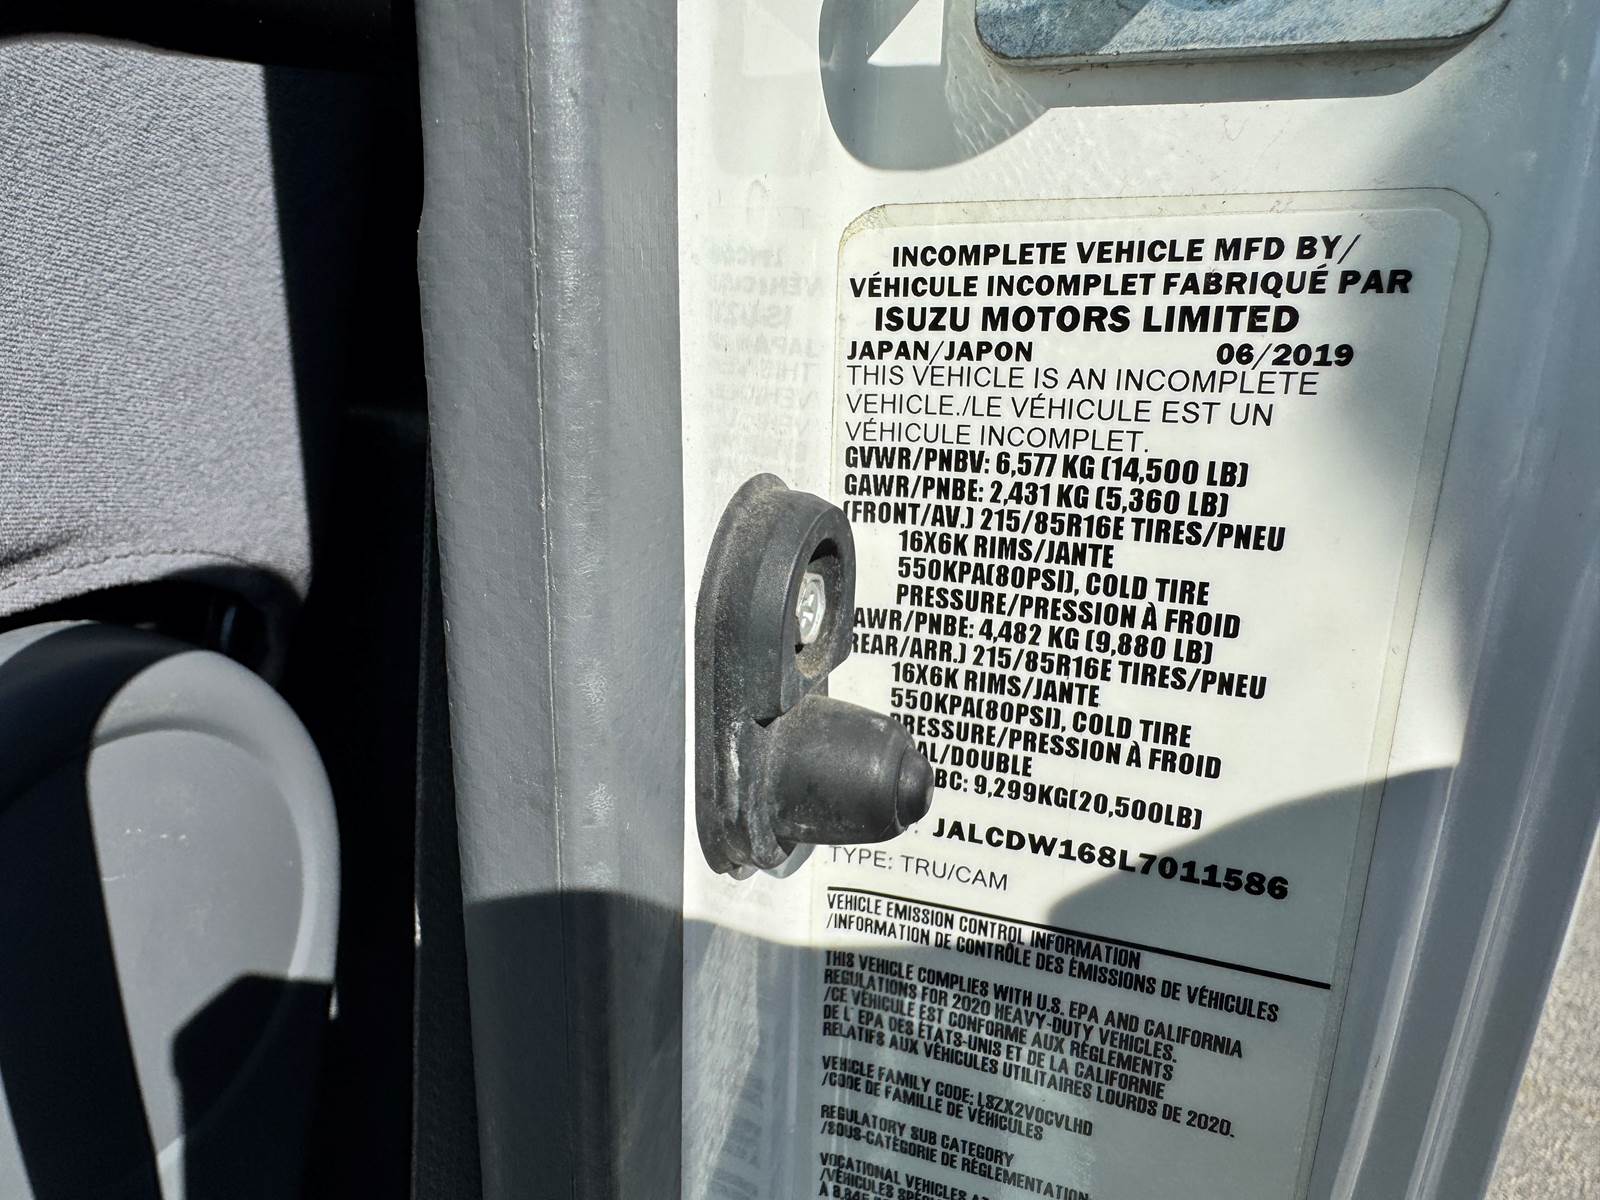 INCOMPLETE VEHICLE MFD BY/
VÉHICULE INCOMPLET FABRIQUÉ PAR
ISUZU MOTORS LIMITED
JAPAN/JAPON 06/2019
THIS VEHICLE IS AN INCOMPLETE
VEHICLE./LE VÉHICULE EST UN
VÉHICULE INCOMPLET.
GVWR/PNBV: 6,577 KG (14,500 LB)
GAWR/PNBE: 2,431 KG (5,360 LB)
(FRONT/AV.) 215/85R16E TIRES/PNEU
16X6K RIMS/JANTE
550KPA(80PSI), COLD TIRE
PRESSURE/PRESSION À FROID
AWR/PNBE: 4,482 KG (9,880 LB)
REAR/ARR.) 215/85R16E TIRES/PNEU
16X6K RIMS/JANTE
550KPA(80PSI), COLD TIRE
PRESSURE/PRESSION À FROID
AL/DOUBLE
BC: 9,299KG(20,500LB)
JALCDW168L7011586
TYPE: TRU/CAM
VEHICLE EMISSION CONTROL INFORMATION
/INFORMATION DE CONTRÔLE DES ÉMISSIONS DE VÉHICULES
THIS VEHICLE COMPLIES WITH U.S. EPA AND CALIFORNIA
REGULATIONS FOR 2020 HEAVY-DUTY VEHICLES.
/CE VÉHICULE EST CONFORME AUX RÈGLEMENTS
DE L' EPA DES ÉTATS-UNIS ET DE LA CALIFORNIE
RELATIFS AUX VÉHICULES UTILITAIRES LOURDS DE 2020.
VEHICLE FAMILY CODE: LSZX2VOCVLHD
/CODE DE FAMILLE DE VÉHICULES
REGULATORY SUB CATEGORY
/SOUS-CATÉGORIE DE RÉGLEMENTATION
VOCATIONAL VEHICLES
/VÉHICULES